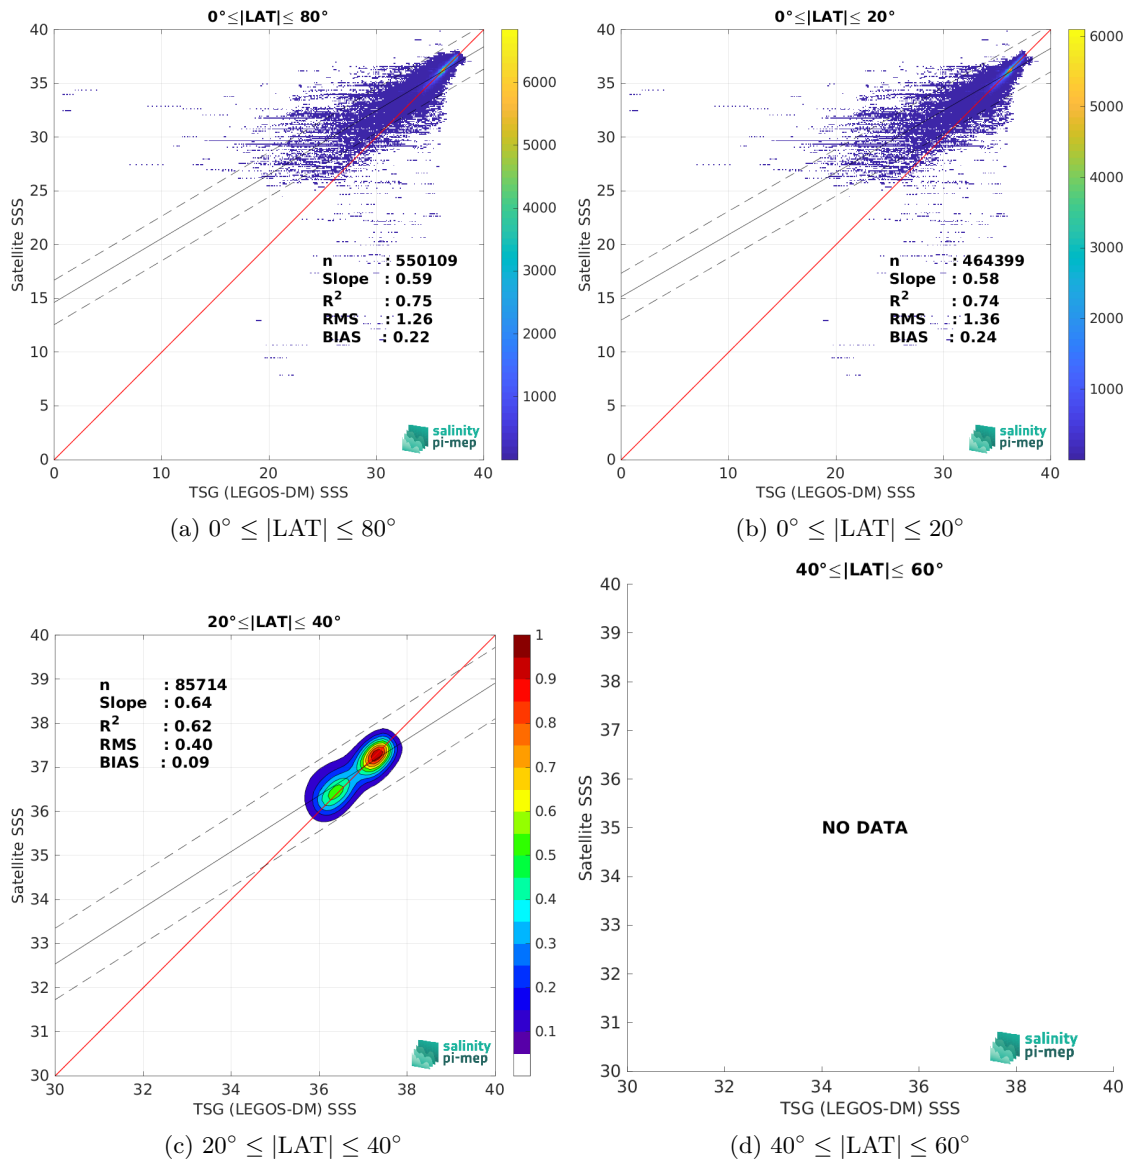 0°≤|LAT|≤ 80°
40
35
30
25
20
15
10
5
0
Satellite SSS
n : 550109
Slope : 0.59
R² : 0.75
RMS : 1.26
BIAS : 0.22
salinity
pi-mep
0 10 20 30 40
TSG (LEGOS-DM) SSS
6000
5000
4000
3000
2000
1000
(a) 0° ≤ |LAT| ≤ 80°
0°≤|LAT|≤ 20°
40
35
30
25
20
15
10
5
0
Satellite SSS
n : 464399
Slope : 0.58
R² : 0.74
RMS : 1.36
BIAS : 0.24
salinity
pi-mep
0 10 20 30 40
TSG (LEGOS-DM) SSS
6000
5000
4000
3000
2000
1000
(b) 0° ≤ |LAT| ≤ 20°
20°≤|LAT|≤ 40°
40
39
38
37
36
35
34
33
32
31
30
Satellite SSS
n : 85714
Slope : 0.64
R² : 0.62
RMS : 0.40
BIAS : 0.09
salinity
pi-mep
30 32 34 36 38 40
TSG (LEGOS-DM) SSS
1
0.9
0.8
0.7
0.6
0.5
0.4
0.3
0.2
0.1
(c) 20° ≤ |LAT| ≤ 40°
40°≤|LAT|≤ 60°
40
39
38
37
36
35
34
33
32
31
30
Satellite SSS
NO DATA
salinity
pi-mep
30 32 34 36 38 40
TSG (LEGOS-DM) SSS
(d) 40° ≤ |LAT| ≤ 60°